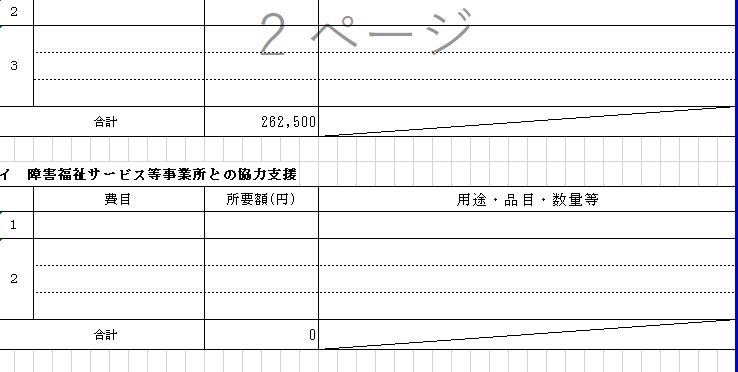 2
2 ページ
3
合計 262,500
イ 障害福祉サービス等事業所との協力支援
費目 所要額(円) 用途・品目・数量等
1
2
合計 0